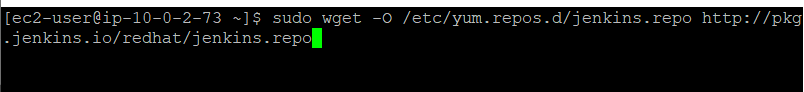 [ec2-user@ip-10-0-2-73 ~]$ sudo wget -O /etc/yum.repos.d/jenkins.repo http://pkg
.jenkins.io/redhat/jenkins.repo